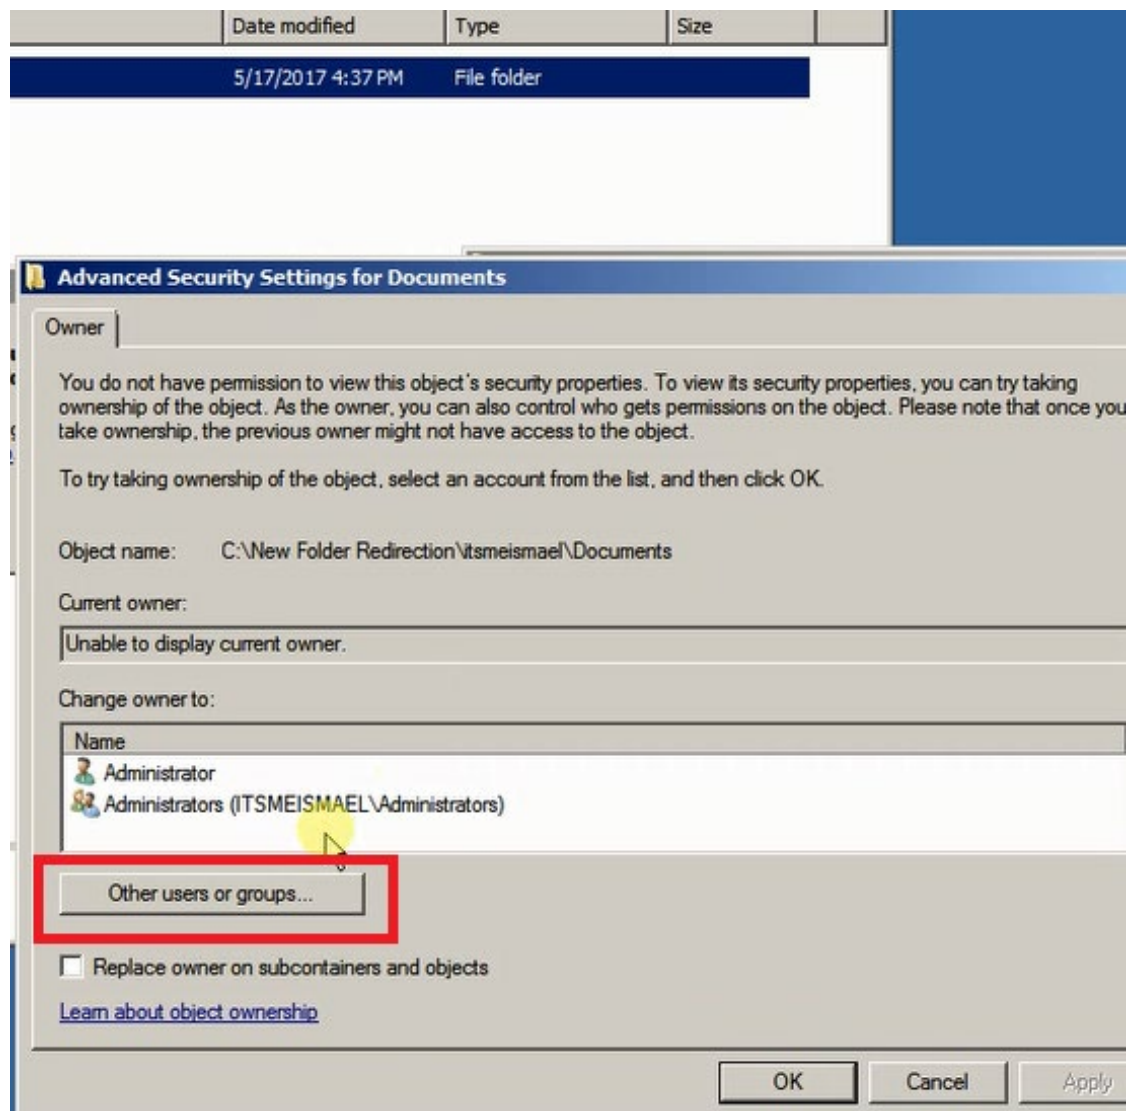 Date modified
Type
Size
5/17/2017 4:37 PM
File folder
Advanced Security Settings for Documents
Owner
You do not have permission to view this object's security properties. To view its security properties, you can try taking
ownership of the object. As the owner, you can also control who gets permissions on the object. Please note that once you
take ownership, the previous owner might not have access to the object.
To try taking ownership of the object, select an account from the list, and then click OK.
Object name: C:\New Folder Redirection\itsmeismael\Documents
Current owner:
Unable to display current owner.
Change owner to:
Name
Administrator
Administrators (ITSMEISMAEL\Administrators)
Other users or groups...
Replace owner on subcontainers and objects
Learn about object ownership
OK
Cancel
Apply